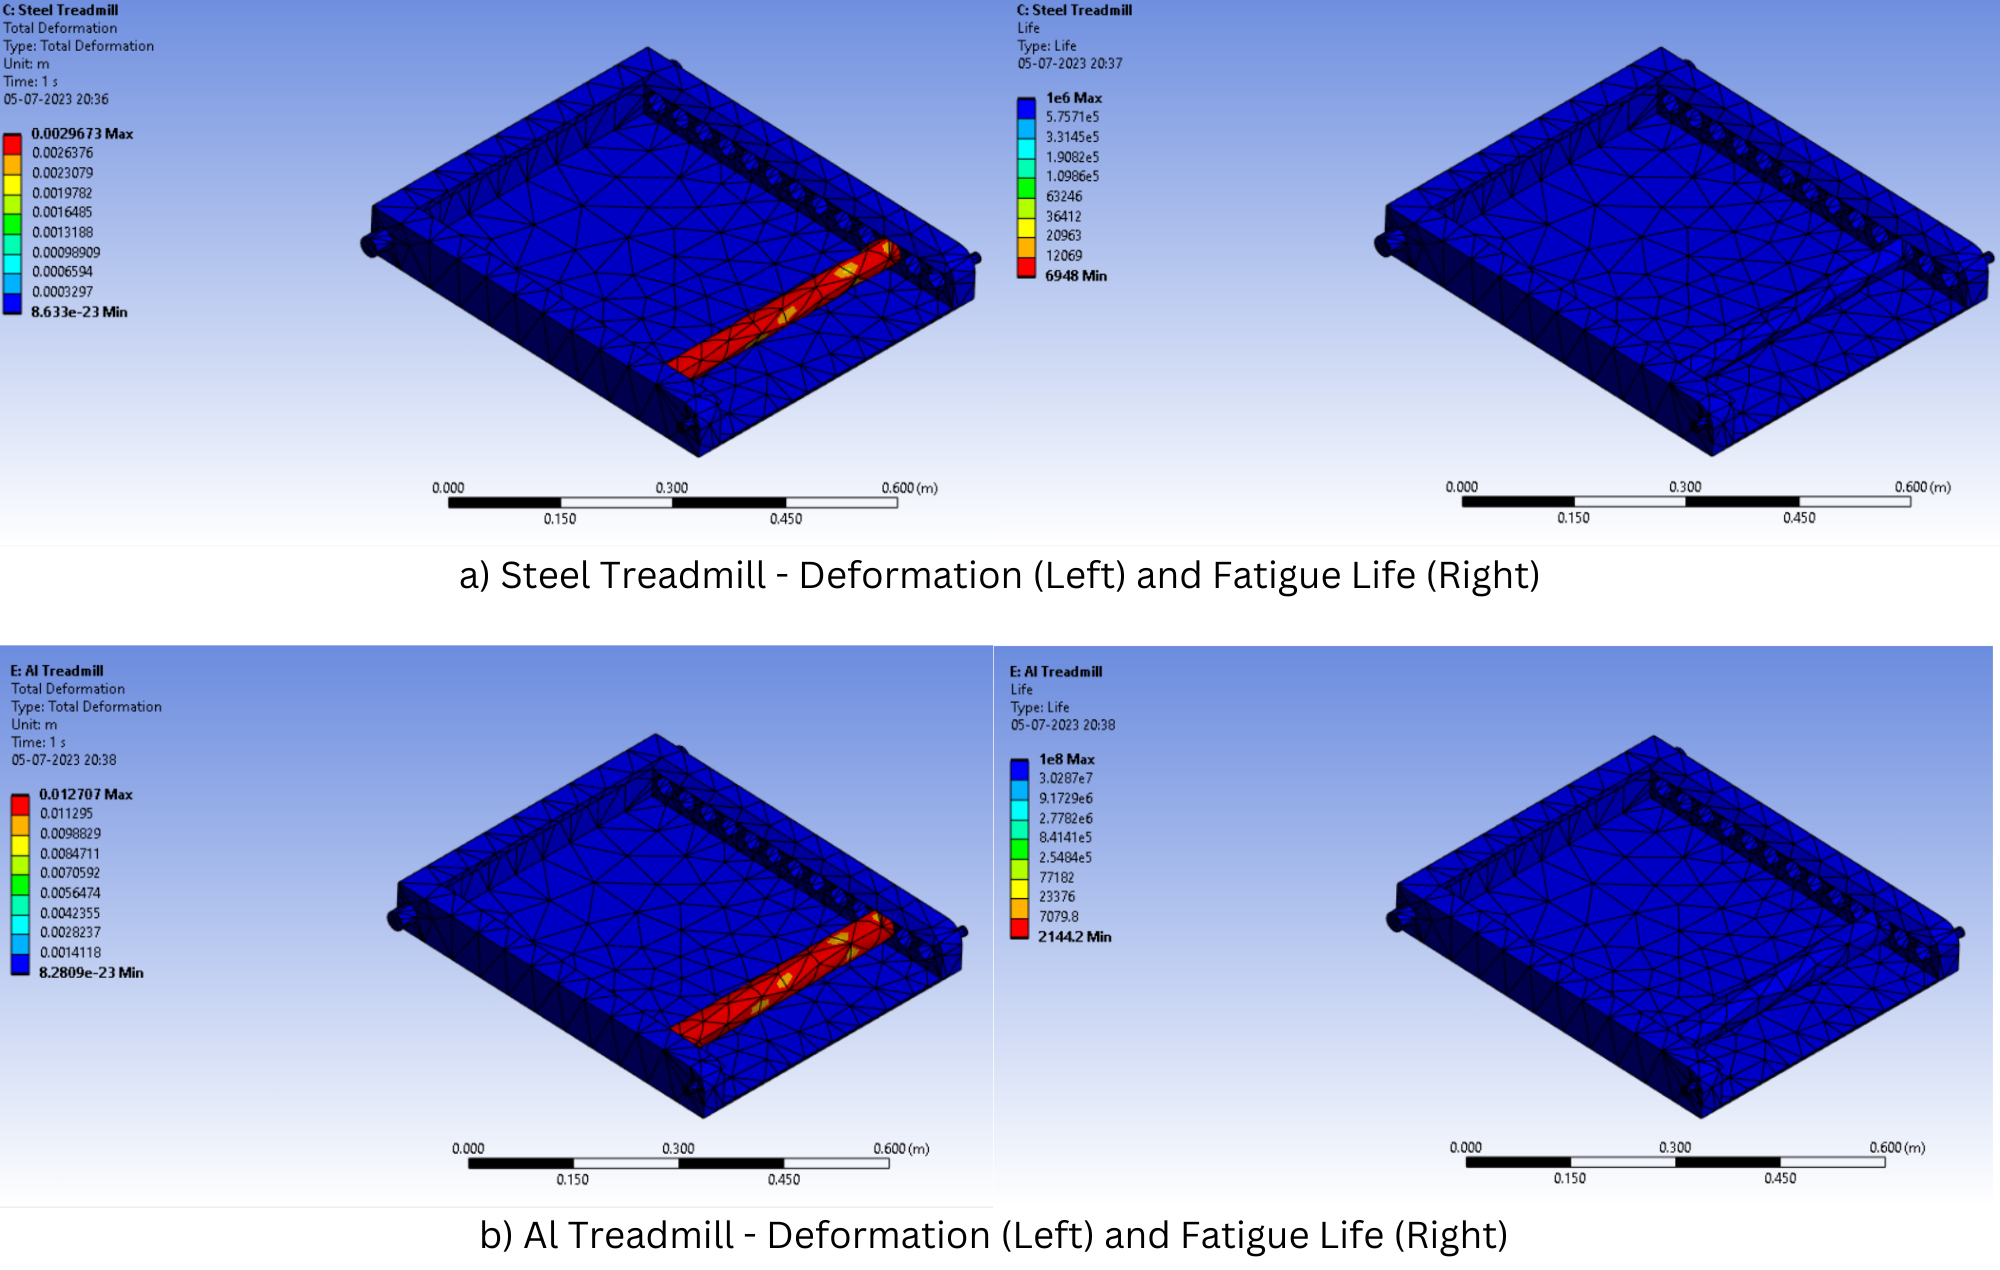 C: Steel Treadmill
Total Deformation
Type: Total Deformation
Unit: m
Time: 1 s
05-07-2023 20:36
0.0029673 Max
0.0026376
0.0023079
0.0019782
0.0016485
0.0013188
0.00098909
0.0006594
0.0003297
8.633e-23 Min
0.000
0.300
0.600 (m)
0.150
0.450
C: Steel Treadmill
Life
Type: Life
05-07-2023 20:37
1e6 Max
5.7571e5
3.3145e5
1.9082e5
1.0986e5
63246
36412
20963
12069
6948 Min
0.000
0.300
0.600 (m)
0.150
0.450
a) Steel Treadmill - Deformation (Left) and Fatigue Life (Right)
E: Al Treadmill
Total Deformation
Type: Total Deformation
Unit: m
Time: 1 s
05-07-2023 20:38
0.012707 Max
0.011295
0.0098829
0.0084711
0.0070592
0.0056474
0.0042355
0.0028237
0.0014118
8.2809e-23 Min
0.000
0.300
0.600 (m)
0.150
0.450
E: Al Treadmill
Life
Type: Life
05-07-2023 20:38
1e8 Max
3.0287e7
9.1729e6
2.7782e6
8.4141e5
2.5484e5
77182
23376
7079.8
2144.2 Min
0.000
0.300
0.600 (m)
0.150
0.450
b) Al Treadmill - Deformation (Left) and Fatigue Life (Right)